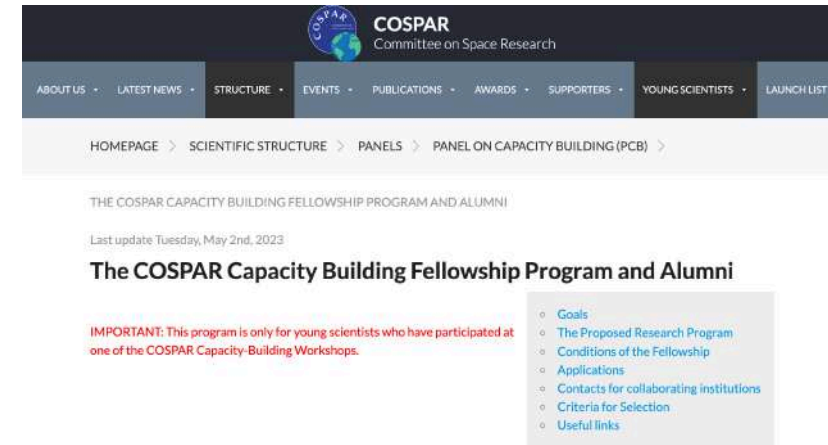 COSPAR
COSPAR
Committee on Space Research
ABOUT US
LATEST NEWS
STRUCTURE
EVENTS
PUBLICATIONS
AWARDS
SUPPORTERS
YOUNG SCIENTISTS
LAUNCH LIST
HOMEPAGE > SCIENTIFIC STRUCTURE > PANELS > PANEL ON CAPACITY BUILDING (PCB) >
THE COSPAR CAPACITY BUILDING FELLOWSHIP PROGRAM AND ALUMNI
Last update Tuesday, May 2nd, 2023
The COSPAR Capacity Building Fellowship Program and Alumni
IMPORTANT: This program is only for young scientists who have participated at
one of the COSPAR Capacity-Building Workshops.
Goals
The Proposed Research Program
Conditions of the Fellowship
Applications
Contacts for collaborating institutions
Criteria for Selection
Useful links